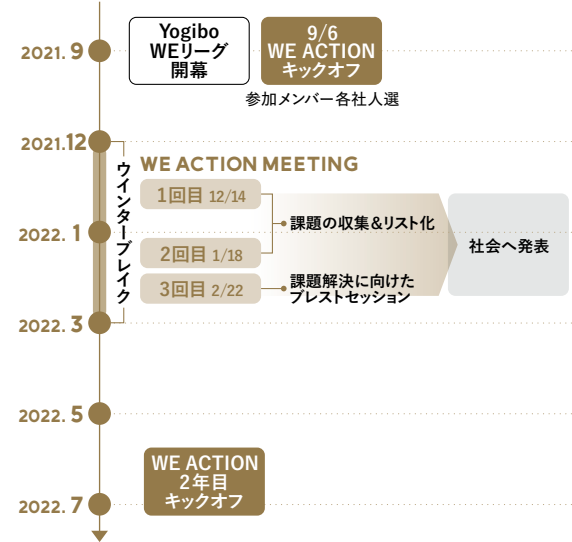 2021. 9
Yogibo
WEリーグ
開幕
9/6
WE ACTION
キックオフ
参加メンバー各社人選
2021.12
ウインターブレイク
WE ACTION MEETING
1回目 12/14
課題の収集&リスト化
2022. 1
2回目 1/18
社会へ発表
3回目 2/22
課題解決に向けた
ブレストセッション
2022. 3
2022. 5
WE ACTION
2年目
キックオフ
2022. 7